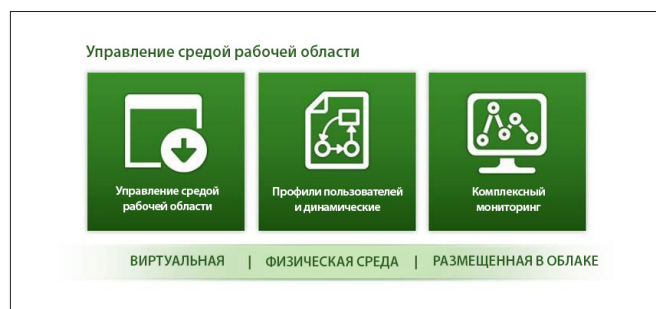 Управление средой рабочей области
Управление средой
рабочей области
Профили пользователей
и динамические
Комплексный
мониторинг
ВИРТУАЛЬНАЯ | ФИЗИЧЕСКАЯ СРЕДА | РАЗМЕЩЕННАЯ В ОБЛАКЕ